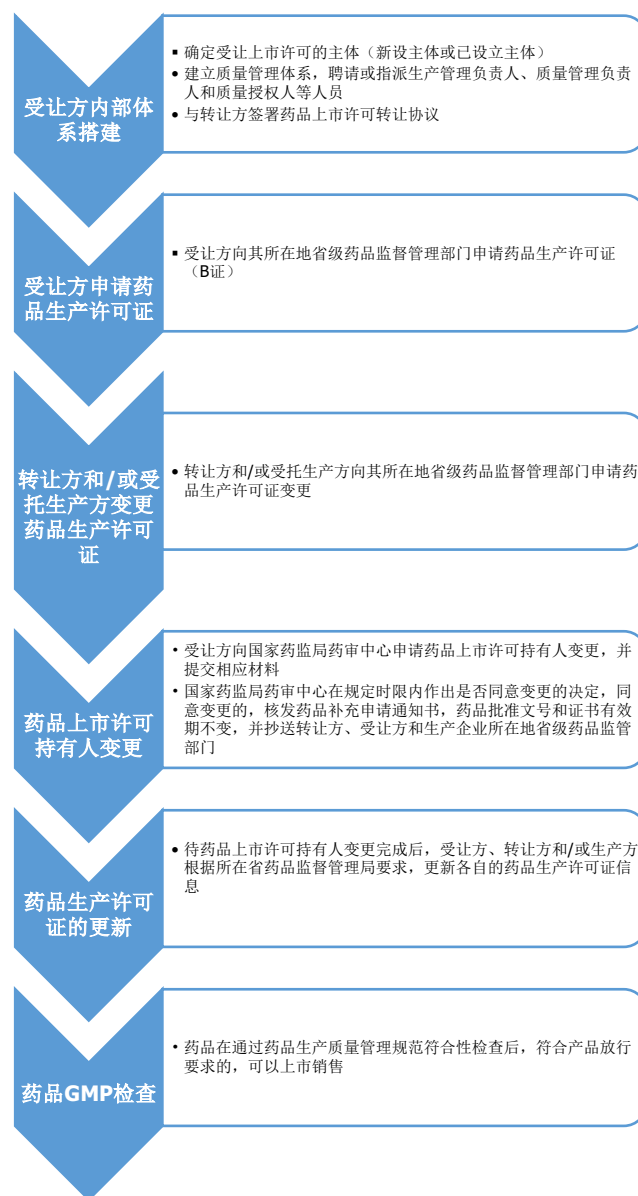 受让方内部体
系搭建
▪ 确定受让上市许可的主体（新设主体或已设立主体）
• 建立质量管理体系，聘请或指派生产管理负责人、质量管理负责
人和质量授权人等人员
• 与转让方签署药品上市许可转让协议
受让方申请药
品生产许可证
▪ 受让方向其所在地省级药品监督管理部门申请药品生产许可证
（B证）
转让方和/或受
托生产方变更
药品生产许可
证
• 转让方和/或受托生产方向其所在地省级药品监督管理部门申请药
品生产许可证变更
药品上市许可
持有人变更
• 受让方向国家药监局药审中心申请药品上市许可持有人变更，并
提交相应材料
• 国家药监局药审中心在规定时限内作出是否同意变更的决定，同
意变更的，核发药品补充申请通知书，药品批准文号和证书有效
期不变，并抄送转让方、受让方和生产企业所在地省级药品监管
部门
药品生产许可
证的更新
• 待药品上市许可持有人变更完成后，受让方、转让方和/或生产方
根据所在省药品监督管理局要求，更新各自的药品生产许可证信
息
药品GMP检查
• 药品在通过药品生产质量管理规范符合性检查后，符合产品放行
要求的，可以上市销售